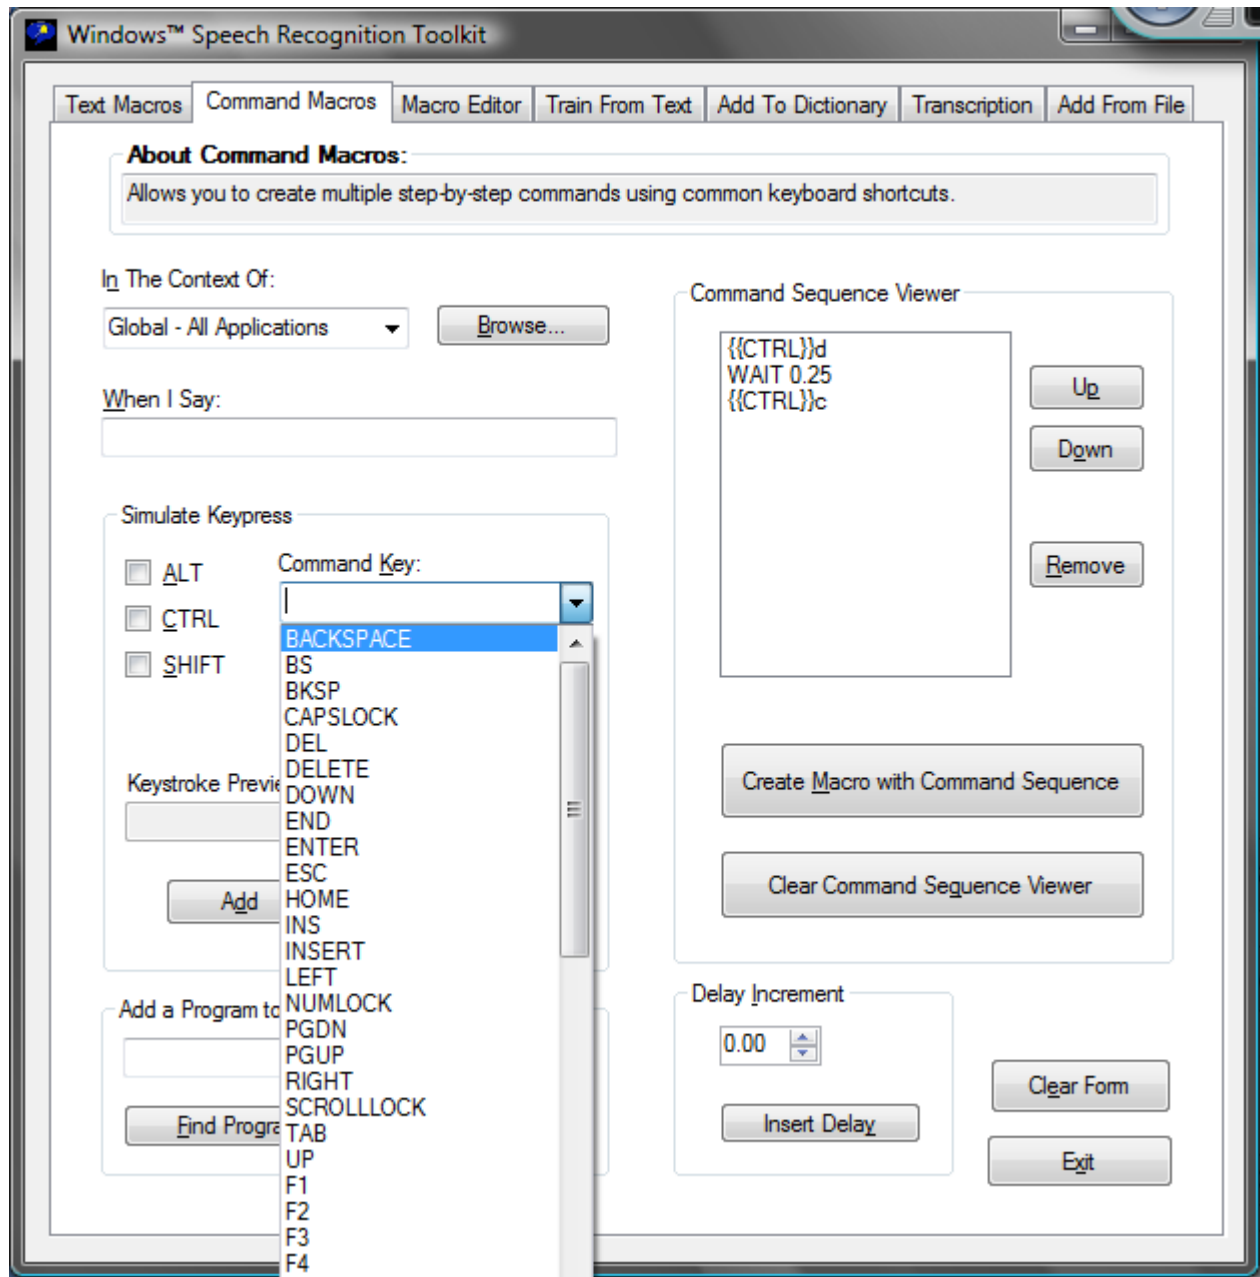 Windows™ Speech Recognition Toolkit
Text Macros
Command Macros
Macro Editor
Train From Text
Add To Dictionary
Transcription
Add From File
About Command Macros:
Allows you to create multiple step-by-step commands using common keyboard shortcuts.
In The Context Of:
Global - All Applications
Browse...
When I Say:
Simulate Keypress
ALT
CTRL
SHIFT
Command Key:
BACKSPACE
BS
BKSP
CAPSLOCK
DEL
DELETE
DOWN
END
ENTER
ESC
HOME
INS
INSERT
LEFT
NUMLOCK
PGDN
PGUP
RIGHT
SCROLLLOCK
TAB
UP
F1
F2
F3
F4
Keystroke
Add
Add a Program to
Find
Command Sequence Viewer
{{CTRL}}d
WAIT 0.25
{{CTRL}}c
Up
Down
Remove
Create Macro with Command Sequence
Clear Command Sequence Viewer
Delay Increment
0.00
Insert Delay
Clear Form
Exit